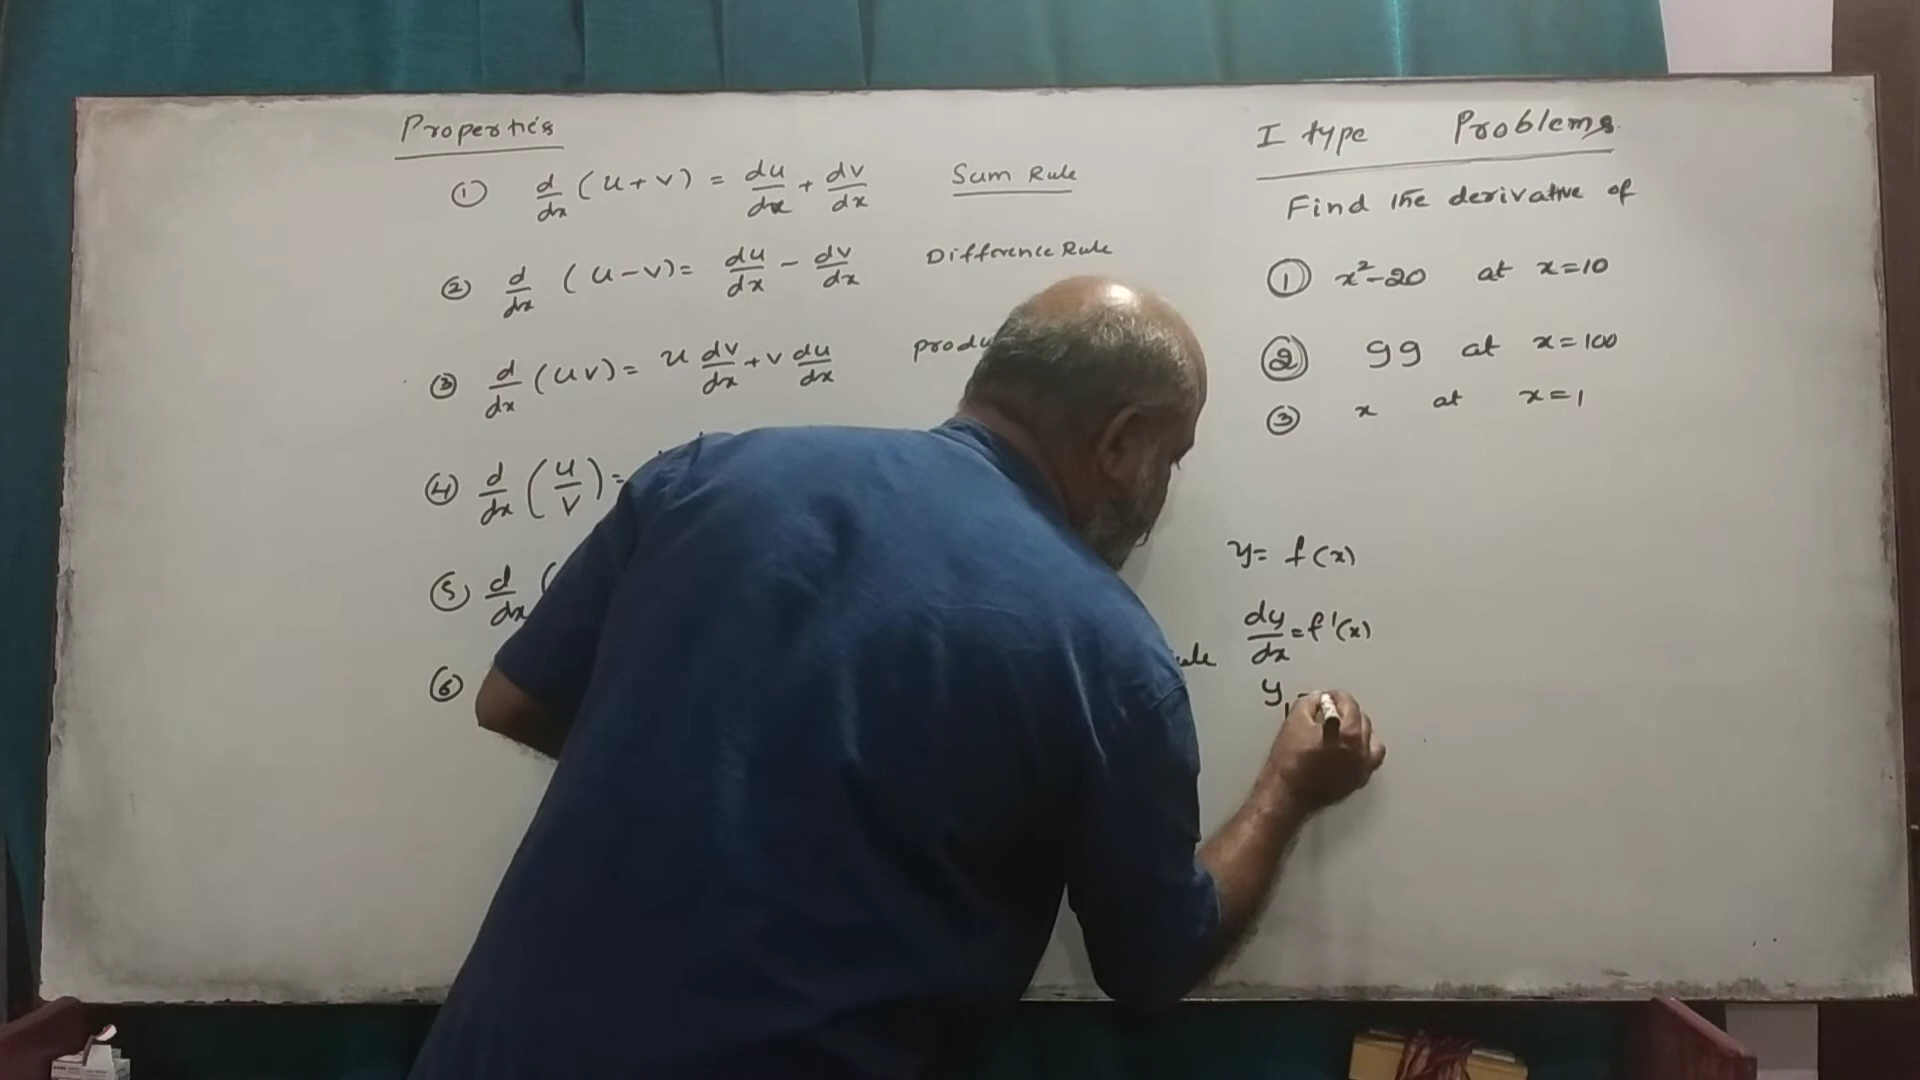 Properties
① d/dx (u+v) = du/dx + dv/dx Sum Rule
② d/dx (u-v)= du/dx - dv/dx Difference Rule
③ d/dx (uv)= u dv/dx + v du/dx produ
④ d/dx (u/v)=
⑤ d/dx (
⑥
I type Problems.
Find the derivative of
① x²-20 at x=10
② 99 at x=100
③ x at x=1
y= f(x)
dy/dx = f'(x)
y₁ =